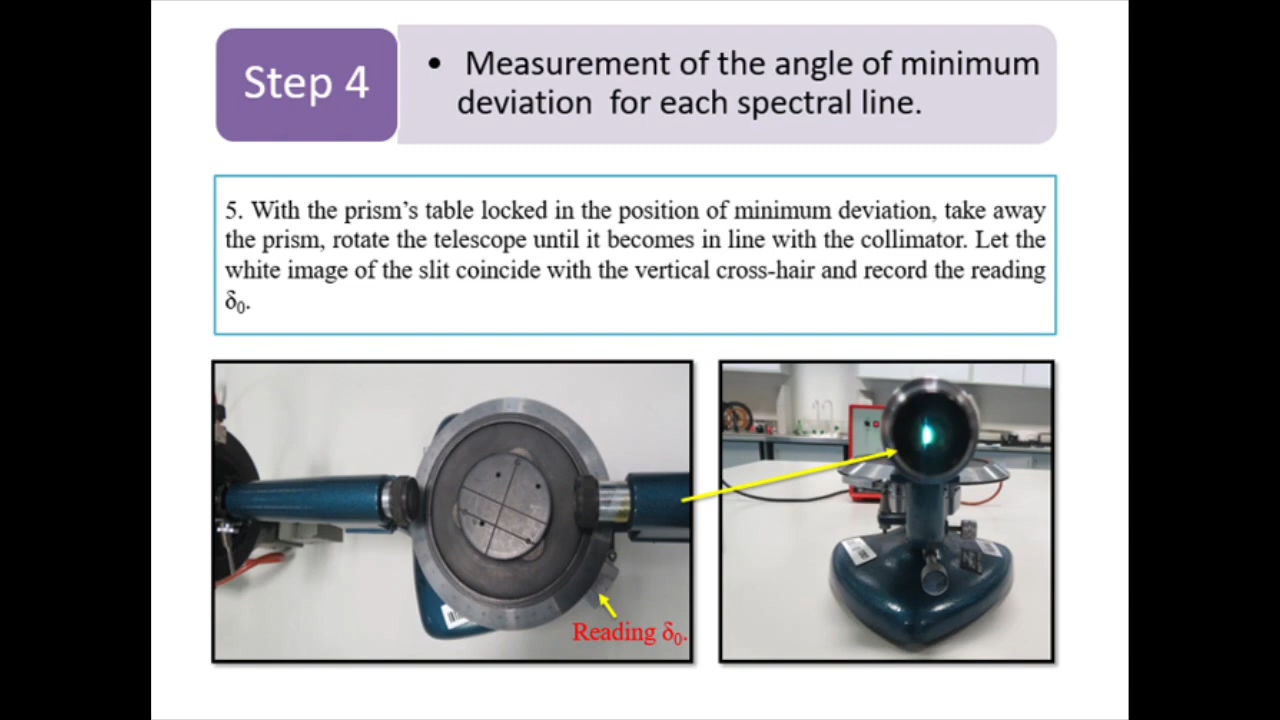 Step 4
• Measurement of the angle of minimum
deviation for each spectral line.
5. With the prism’s table locked in the position of minimum deviation, take away
the prism, rotate the telescope until it becomes in line with the collimator. Let the
white image of the slit coincide with the vertical cross-hair and record the reading
δ₀.
Reading δ₀.